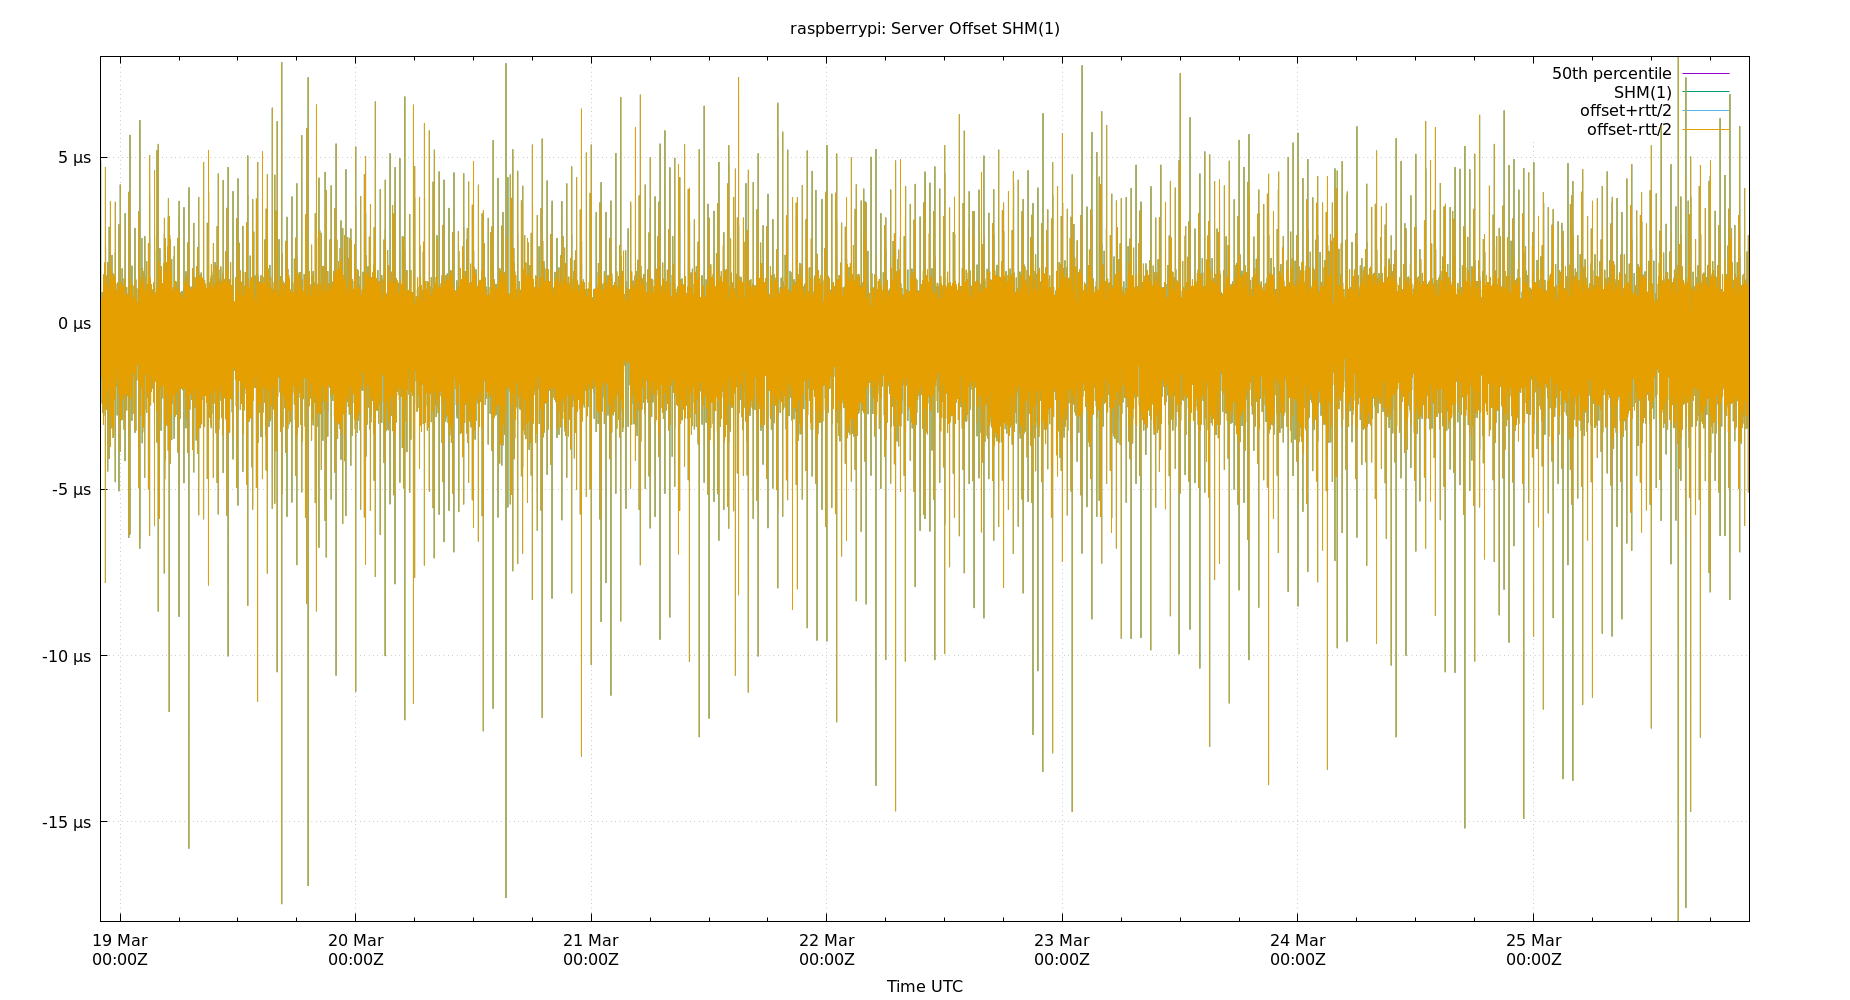 raspberrypi: Server Offset SHM(1)
50th percentile
SHM(1)
offset+rtt/2
offset-rtt/2
5 µs
0 µs
-5 µs
-10 µs
-15 µs
19 Mar 20 Mar 21 Mar 22 Mar 23 Mar 24 Mar 25 Mar
00:00Z 00:00Z 00:00Z 00:00Z 00:00Z 00:00Z 00:00Z
Time UTC